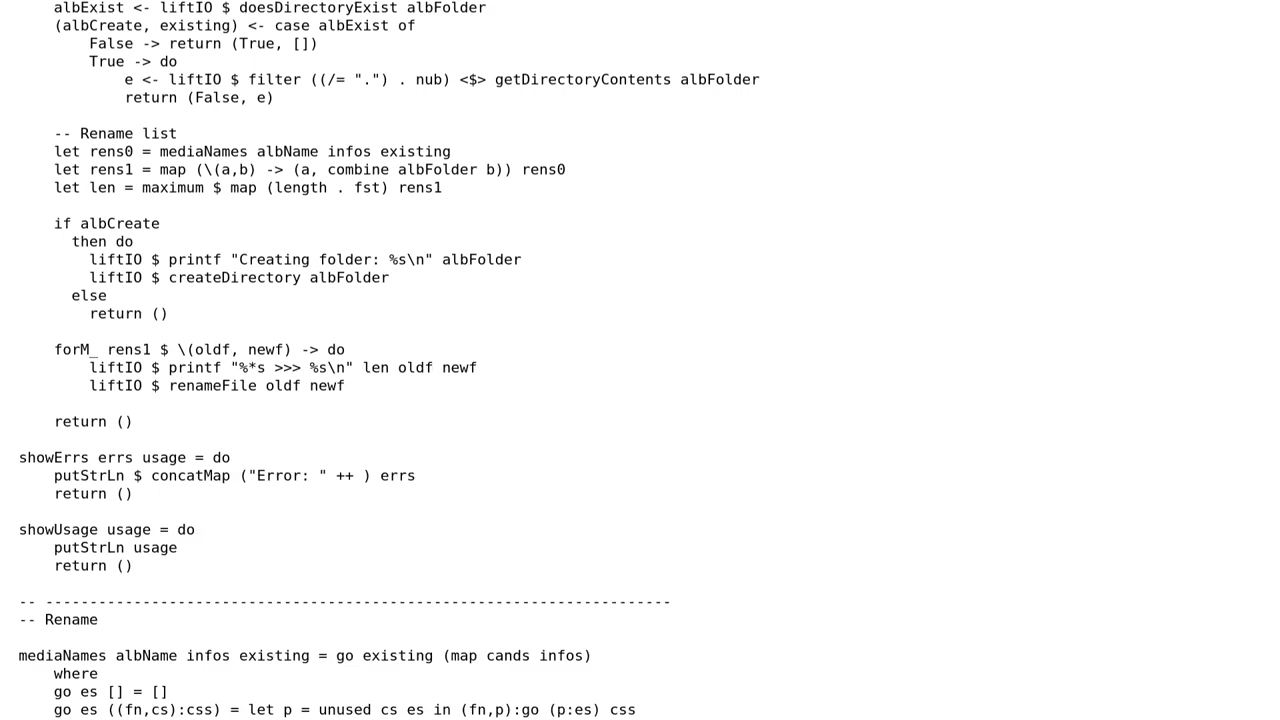 albExist <- liftIO $ doesDirectoryExist albFolder
(albCreate, existing) <- case albExist of
False -> return (True, [])
True -> do
e <- liftIO $ filter ((/= ".") . nub) <$> getDirectoryContents albFolder
return (False, e)
-- Rename list
let rens0 = mediaNames albName infos existing
let rens1 = map (\(a,b) -> (a, combine albFolder b)) rens0
let len = maximum $ map (length . fst) rens1
if albCreate
then do
liftIO $ printf "Creating folder: %s\n" albFolder
liftIO $ createDirectory albFolder
else
return ()
forM_ rens1 $ \(oldf, newf) -> do
liftIO $ printf "%*s >>> %s\n" len oldf newf
liftIO $ renameFile oldf newf
return ()
showErrs errs usage = do
putStrLn $ concatMap ("Error: " ++ ) errs
return ()
showUsage usage = do
putStrLn usage
return ()
-- -----------------------------------------------------------------------
-- Rename
mediaNames albName infos existing = go existing (map cands infos)
where
go es [] = []
go es ((fn,cs):css) = let p = unused cs es in (fn,p):go (p:es) css